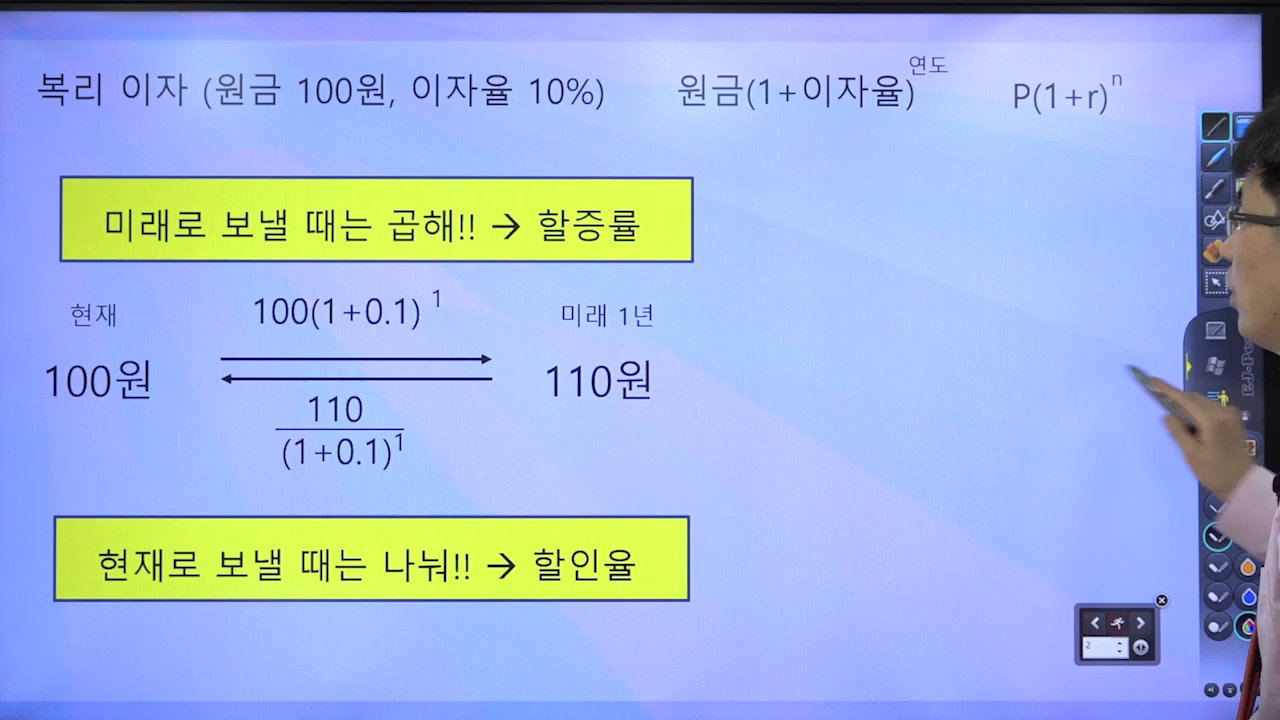 복리 이자 (원금 100원, 이자율 10%) 원금(1+이자율)^연도 P(1+r)^n
미래로 보낼 때는 곱해!! → 할증률
현재 100(1+0.1)^1 미래 1년
100원 110원
110
(1+0.1)^1
현재로 보낼 때는 나눠!! → 할인율
2